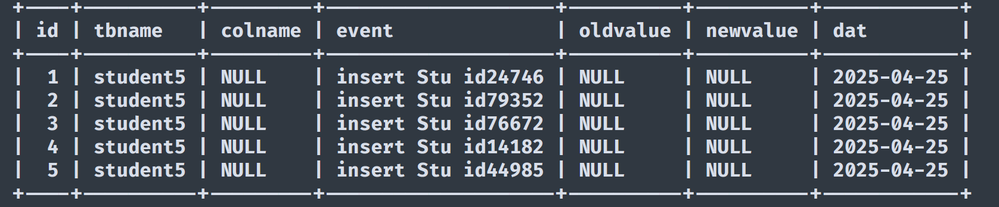 +----+----------+---------+--------------------+----------+----------+------------+
| id | tbname   | colname | event              | oldvalue | newvalue | dat        |
+----+----------+---------+--------------------+----------+----------+------------+
|  1 | student5 | NULL    | insert Stu id24746 | NULL     | NULL     | 2025-04-25 |
|  2 | student5 | NULL    | insert Stu id79352 | NULL     | NULL     | 2025-04-25 |
|  3 | student5 | NULL    | insert Stu id76672 | NULL     | NULL     | 2025-04-25 |
|  4 | student5 | NULL    | insert Stu id14182 | NULL     | NULL     | 2025-04-25 |
|  5 | student5 | NULL    | insert Stu id44985 | NULL     | NULL     | 2025-04-25 |
+----+----------+---------+--------------------+----------+----------+------------+